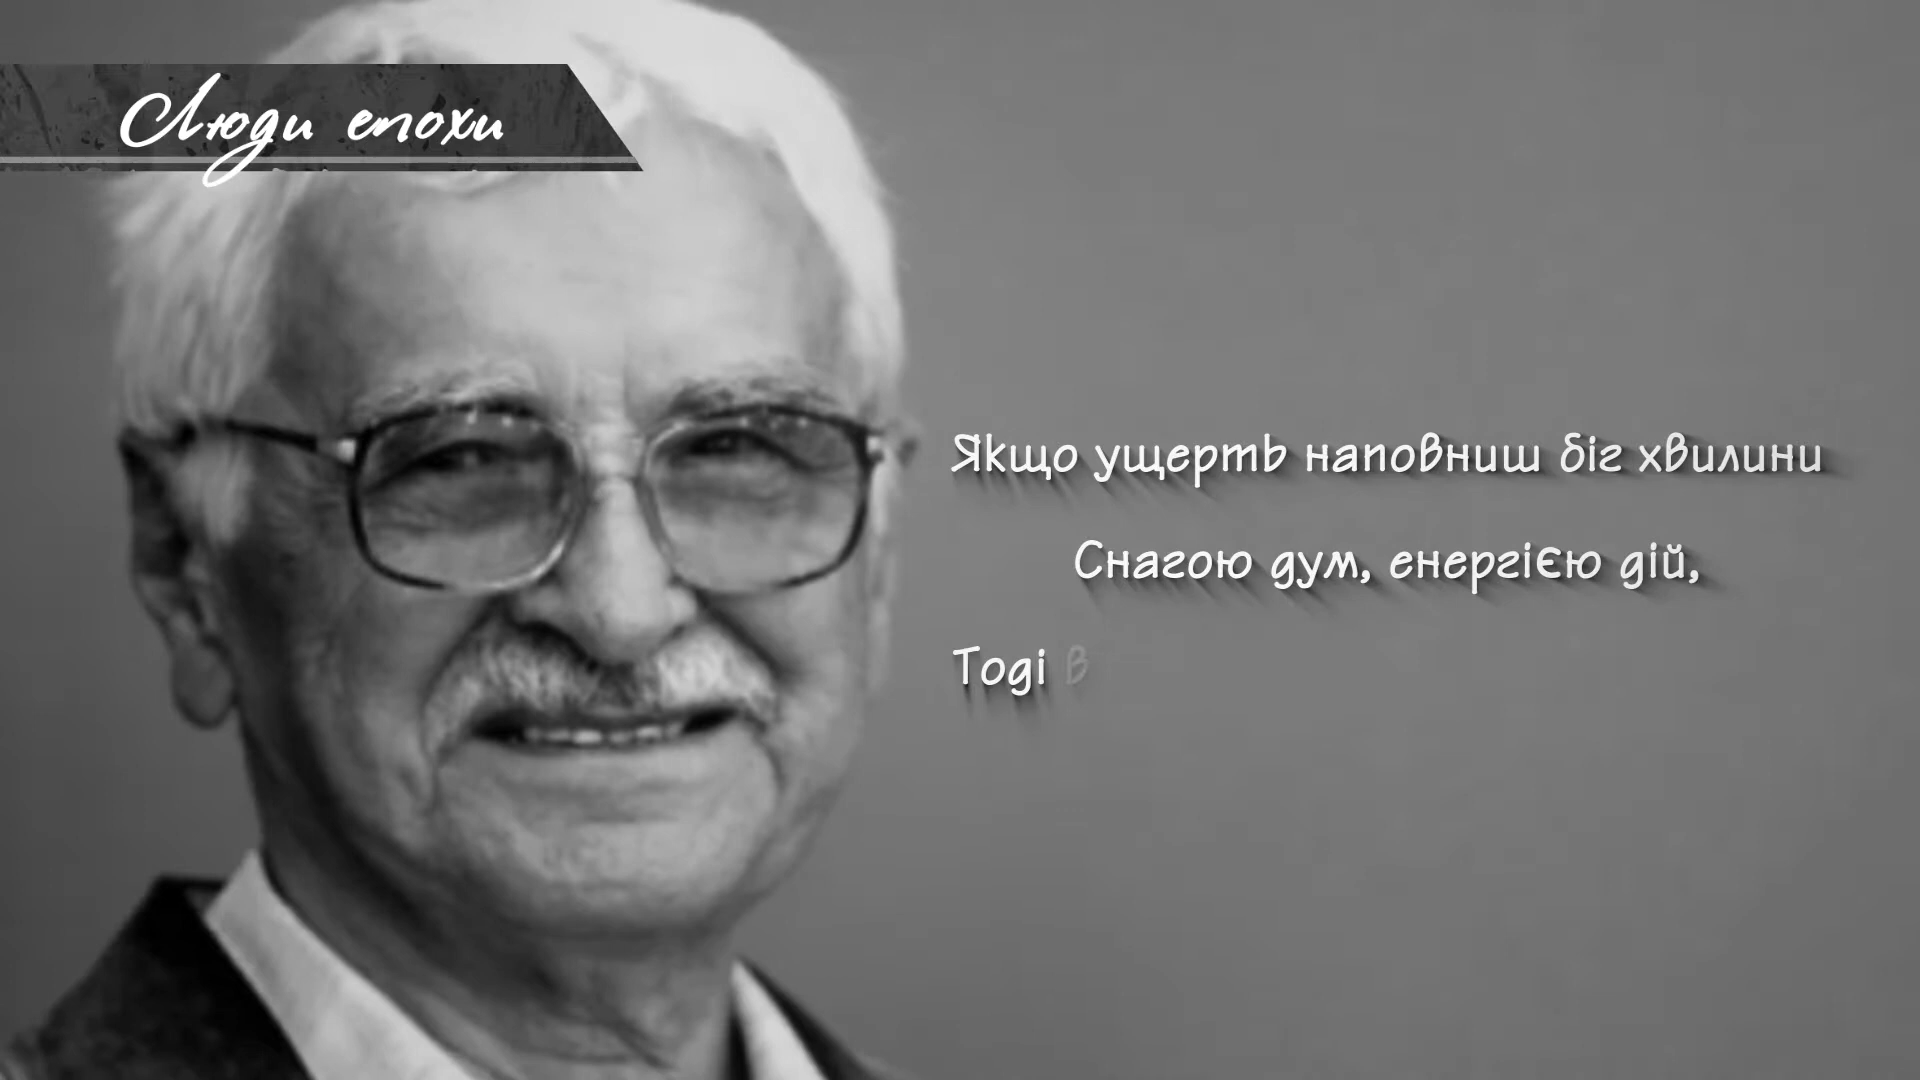 Люди епохи
Якщо ущерть наповниш біг хвилини
Снагою дум, енергією дій,
Тоді в